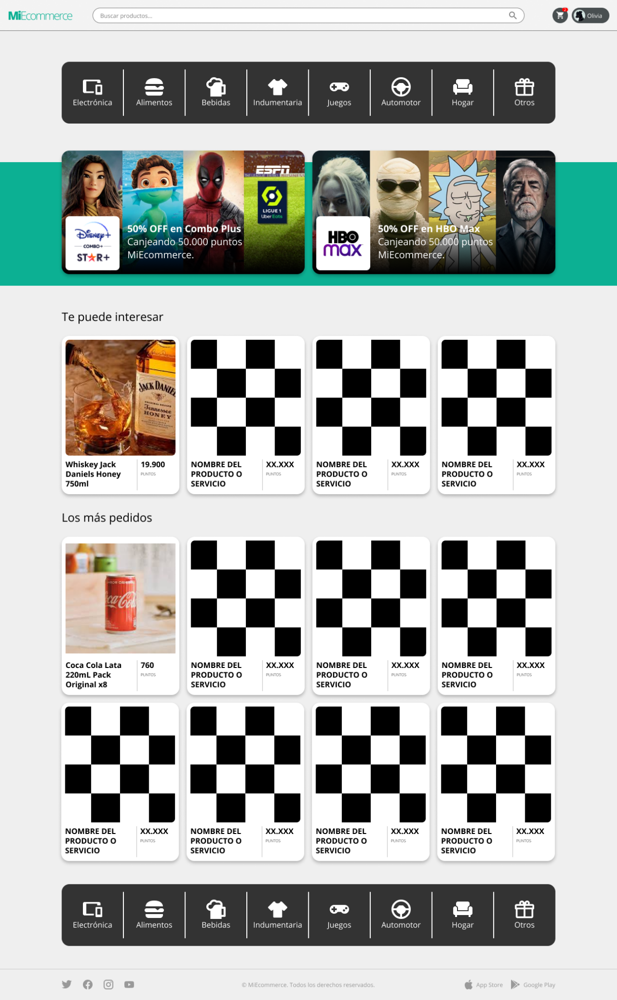 MiEcommerce
Buscar productos...
2
Olivia
Electrónica
Alimentos
Bebidas
Indumentaria
Juegos
Automotor
Hogar
Otros
ESPN
LIGUE 1
Uber Eats
Disney+
COMBO+
STAR+
50% OFF en Combo Plus
Canjeando 50.000 puntos
MiEcommerce.
HBO
max
50% OFF en HBO Max
Canjeando 50.000 puntos
MiEcommerce.
Te puede interesar
JACK DANIE
Tennessee
HONEY
Whiskey Jack
Daniels Honey
750ml
19.900
PUNTOS
NOMBRE DEL
PRODUCTO O
SERVICIO
XX.XXX
PUNTOS
NOMBRE DEL
PRODUCTO O
SERVICIO
XX.XXX
PUNTOS
NOMBRE DEL
PRODUCTO O
SERVICIO
XX.XXX
PUNTOS
Los más pedidos
Coca Cola Lata
220mL Pack
Original x8
760
PUNTOS
NOMBRE DEL
PRODUCTO O
SERVICIO
XX.XXX
PUNTOS
NOMBRE DEL
PRODUCTO O
SERVICIO
XX.XXX
PUNTOS
NOMBRE DEL
PRODUCTO O
SERVICIO
XX.XXX
PUNTOS
NOMBRE DEL
PRODUCTO O
SERVICIO
XX.XXX
PUNTOS
NOMBRE DEL
PRODUCTO O
SERVICIO
XX.XXX
PUNTOS
NOMBRE DEL
PRODUCTO O
SERVICIO
XX.XXX
PUNTOS
NOMBRE DEL
PRODUCTO O
SERVICIO
XX.XXX
PUNTOS
Electrónica
Alimentos
Bebidas
Indumentaria
Juegos
Automotor
Hogar
Otros
© MiEcommerce. Todos los derechos reservados.
App Store
Google Play